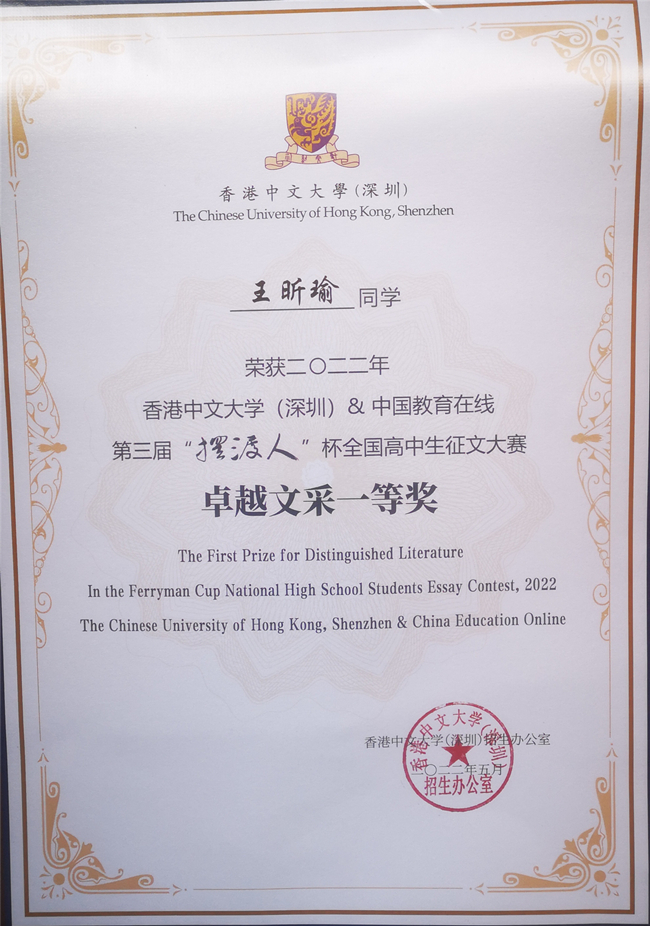 香港中文大學(深圳)
The Chinese University of Hong Kong, Shenzhen
王昕瑜 同学
荣获二〇二二年
香港中文大学（深圳）& 中国教育在线
第三届“摆渡人”杯全国高中生征文大赛
卓越文采一等奖
The First Prize for Distinguished Literature
In the Ferryman Cup National High School Students Essay Contest, 2022
The Chinese University of Hong Kong, Shenzhen & China Education Online
香港中文大学(深圳)招生办公室
二〇二二年五月
香港中文大学(深圳)
招生办公室